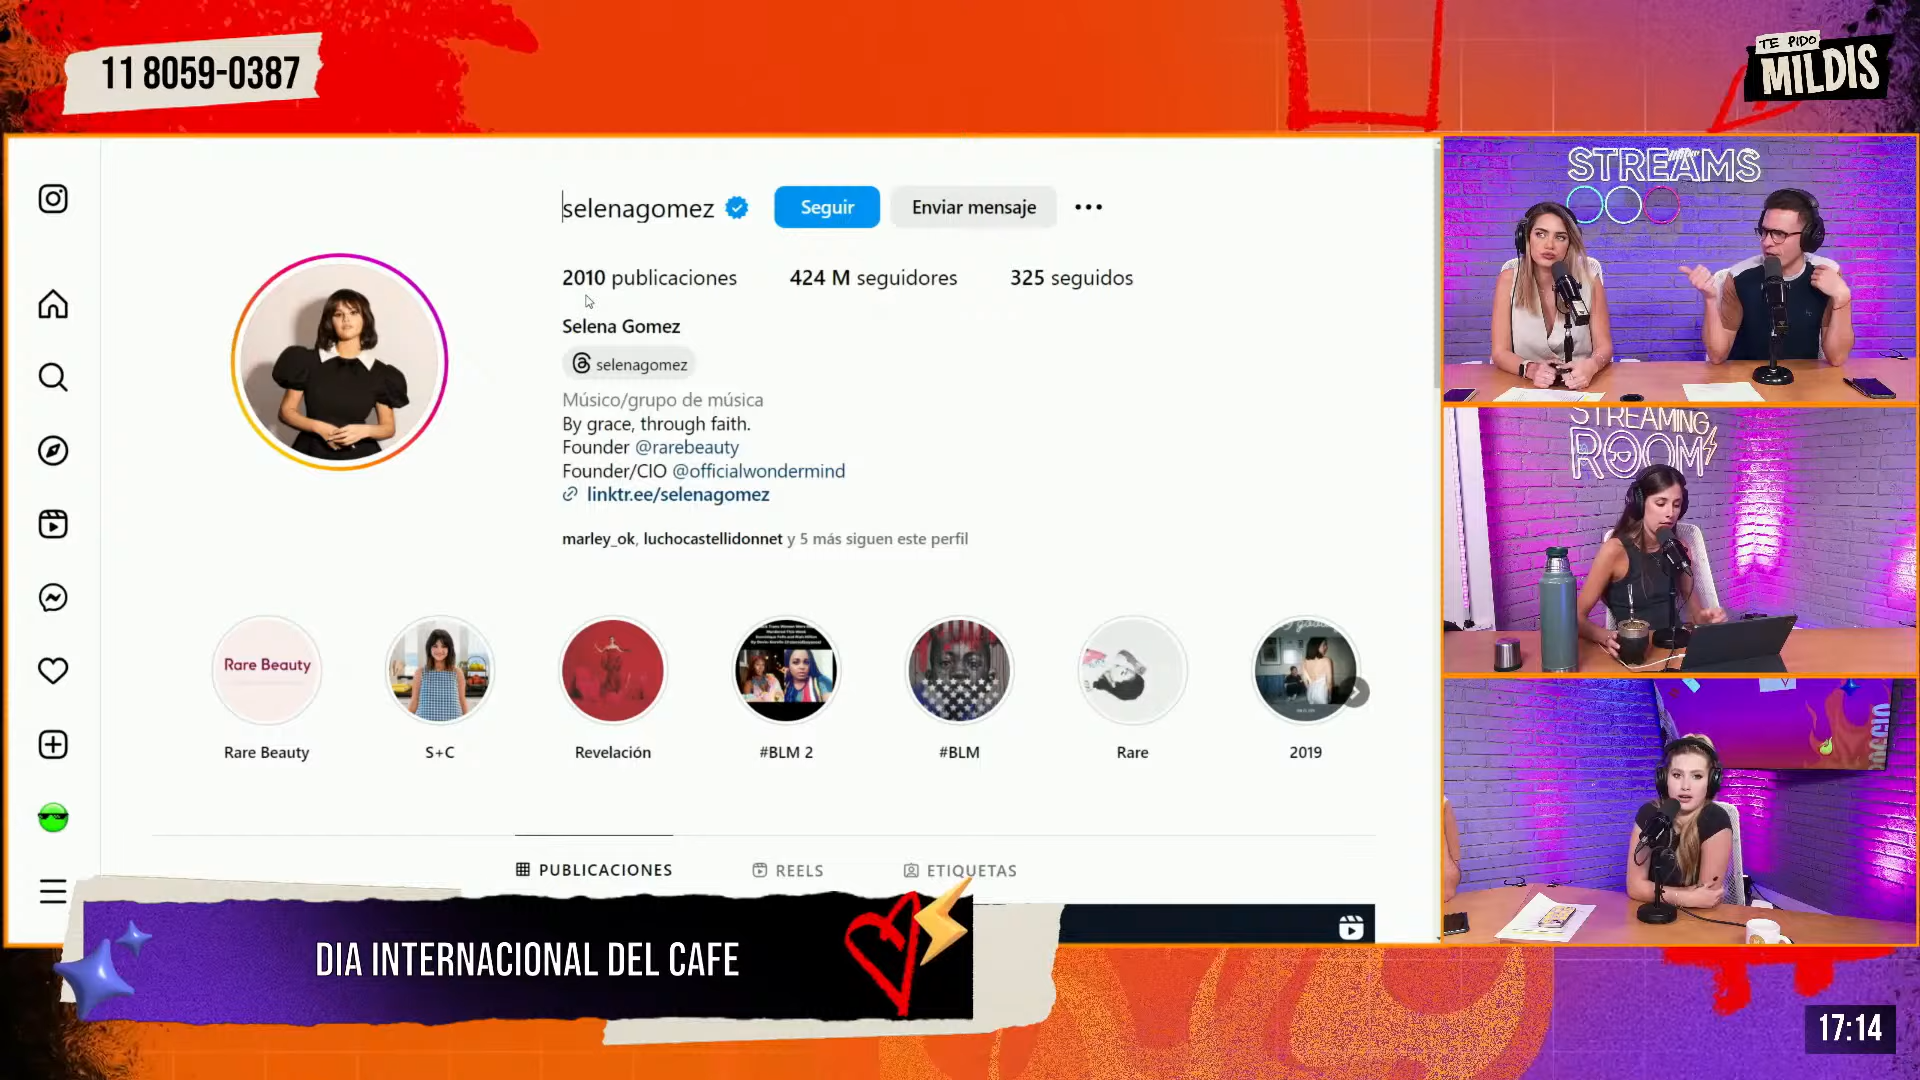 11 8059-0387
TE PIDO
MILDIS
selenagomez
Seguir
Enviar mensaje
2010 publicaciones
424 M seguidores
325 seguidos
Selena Gomez
selenagomez
Músico/grupo de música
By grace, through faith.
Founder @rarebeauty
Founder/CIO @officialwondermind
linktr.ee/selenagomez
marley_ok, luchocastellidonnet y 5 más siguen este perfil
Rare Beauty
Rare Beauty
S+C
Revelación
#BLM 2
#BLM
Rare
2019
PUBLICACIONES
REELS
ETIQUETAS
STREAMS
STREAMING
ROOM
DIA INTERNACIONAL DEL CAFE
17:14